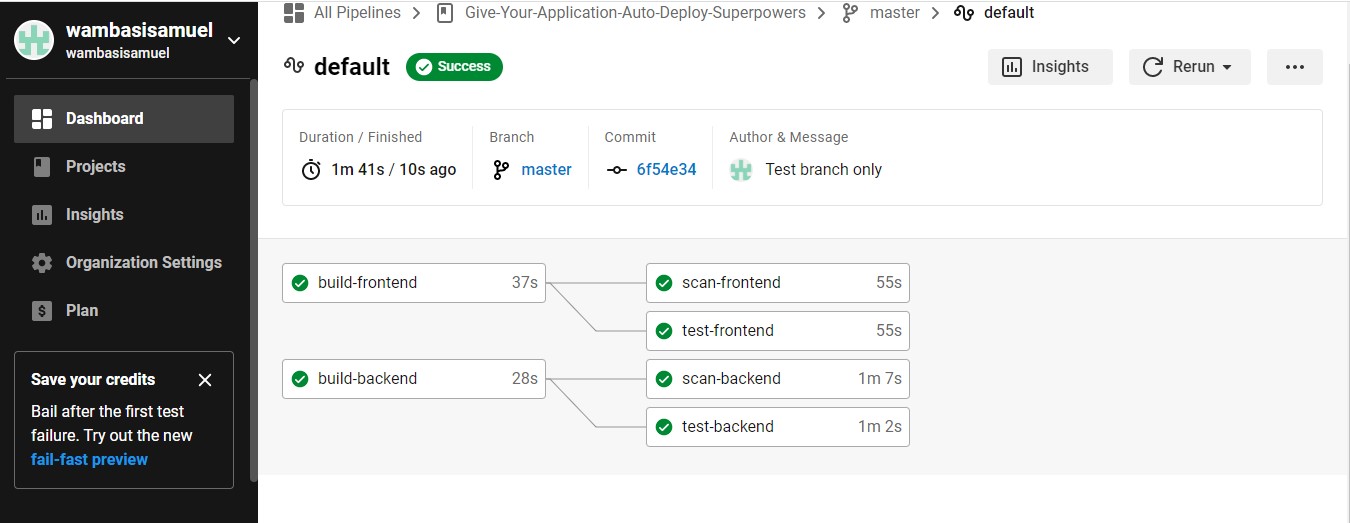 wambasisamuel
wambasisamuel
Dashboard
Projects
Insights
Organization Settings
Plan
Save your credits
Bail after the first test
failure. Try out the new
fail-fast preview
All Pipelines > Give-Your-Application-Auto-Deploy-Superpowers > master > default
default Success Insights Rerun ...
Duration / Finished Branch Commit Author & Message
1m 41s / 10s ago master 6f54e34 Test branch only
build-frontend 37s scan-frontend 55s
test-frontend 55s
build-backend 28s scan-backend 1m 7s
test-backend 1m 2s